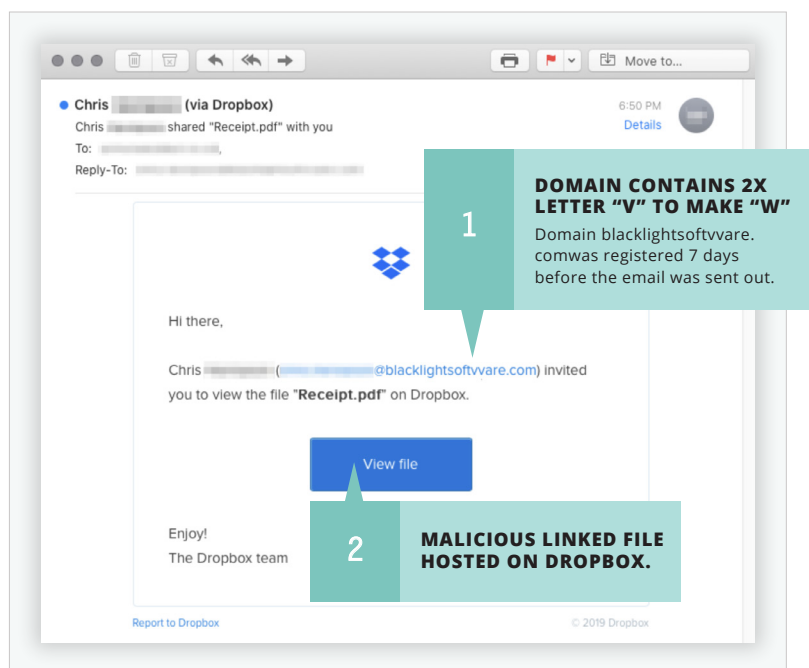 Move to...
Chris (via Dropbox)
6:50 PM
Chris shared "Receipt.pdf" with you
Details
To:
Reply-To:
1
DOMAIN CONTAINS 2X
LETTER “V” TO MAKE “W”
Domain blacklightsoftvvare.
comwas registered 7 days
before the email was sent out.
Hi there,
Chris ( @blacklightsoftvvare.com) invited
you to view the file "Receipt.pdf" on Dropbox.
View file
2
MALICIOUS LINKED FILE
HOSTED ON DROPBOX.
Enjoy!
The Dropbox team
Report to Dropbox
© 2019 Dropbox